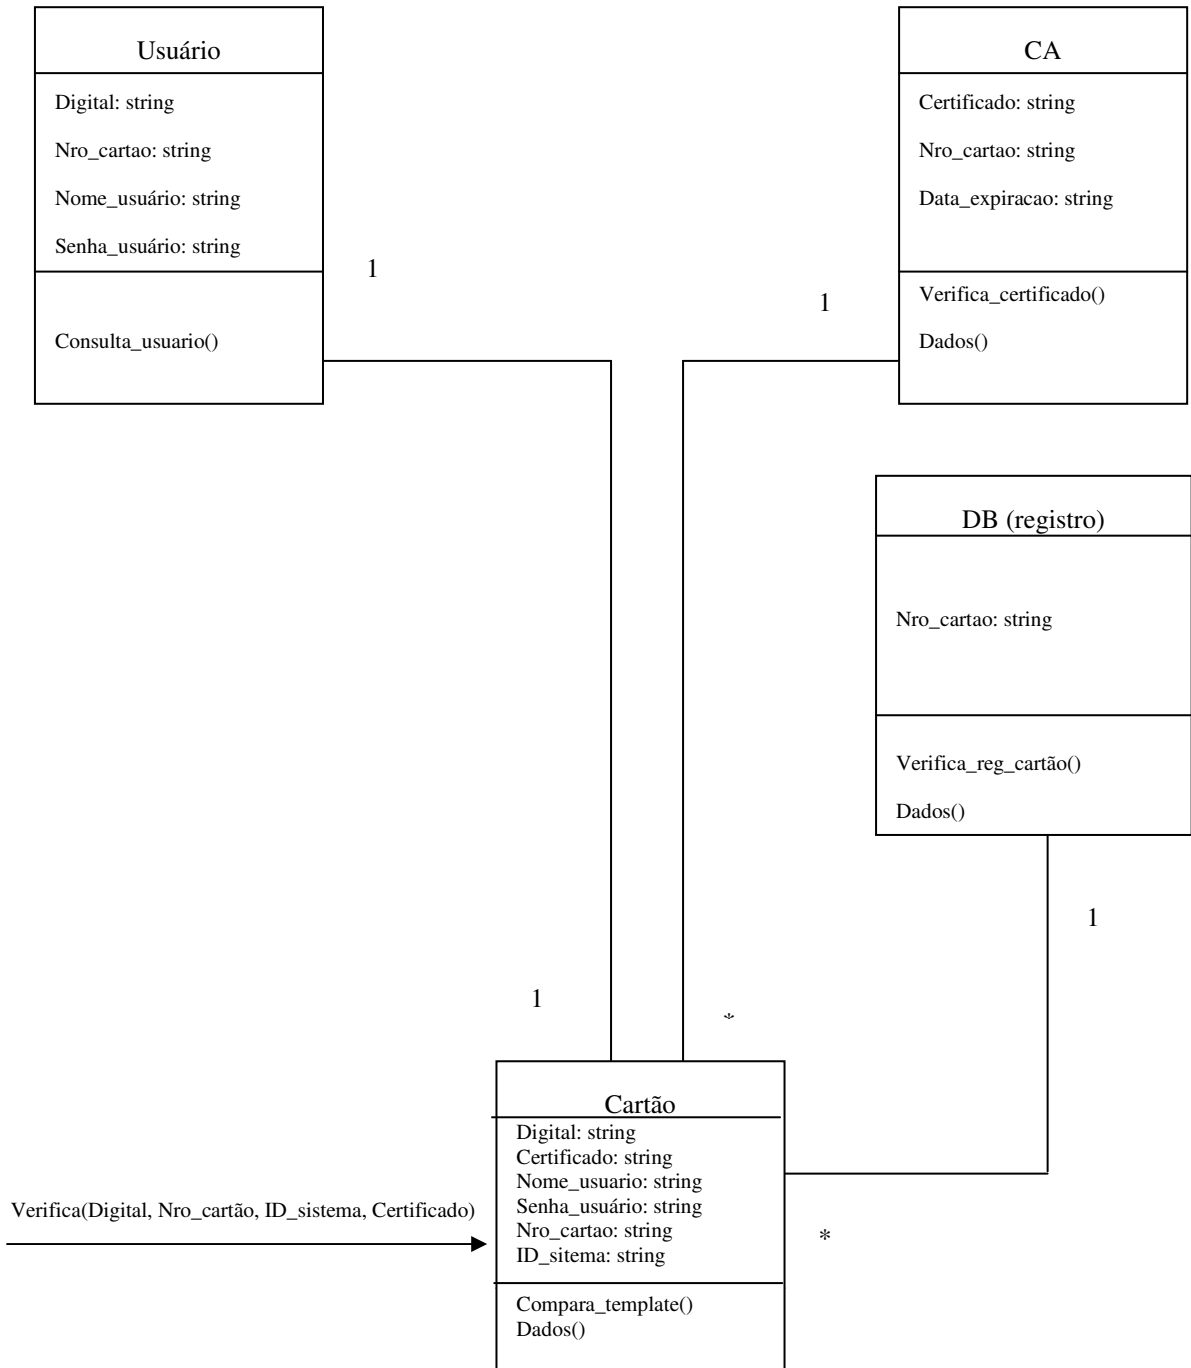 Usuário
Digital: string
Nro_cartao: string
Nome_usuário: string
Senha_usuário: string
Consulta_usuario()
1
CA
Certificado: string
Nro_cartao: string
Data_expiracao: string
Verifica_certificado()
Dados()
1
DB (registro)
Nro_cartao: string
Verifica_reg_cartão()
Dados()
1
1
*
Cartão
Digital: string
Certificado: string
Nome_usuario: string
Senha_usuário: string
Nro_cartao: string
ID_sitema: string
Compara_template()
Dados()
*
Verifica(Digital, Nro_cartão, ID_sistema, Certificado)